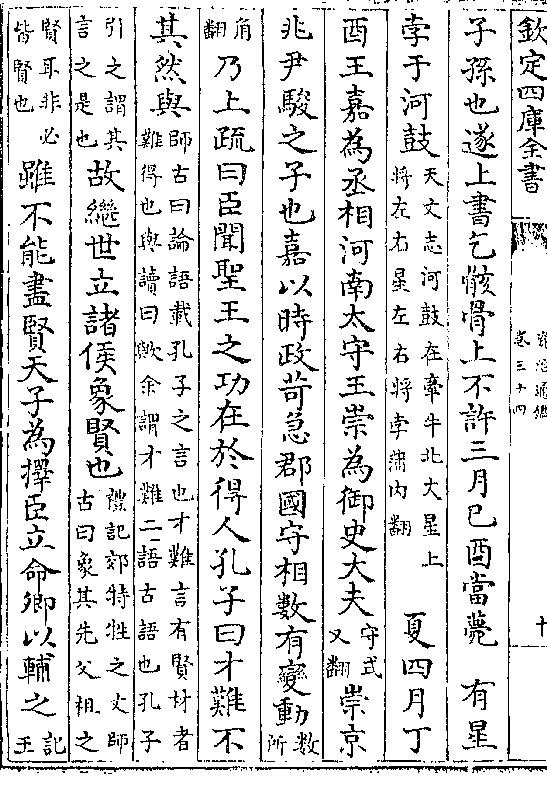 欽定四庫全書
資治通鑑
卷三十四
十
子孫也遂上書乞骸骨上不許三月己酉當薨　有星
孛于河鼓
天文志河鼓在牽牛北大星上
將左右星左右將孛蒲內翻
夏四月丁
酉王嘉為丞相河南太守王崇為御史大夫
守式
又翻
崇京
兆尹駿之子也嘉以時政苛急郡國守相數有變動
數
所
角
翻
乃上疏曰臣聞聖王之功在於得人孔子曰才難不
其然與
師古曰論語載孔子之言也才難言有賢材者
難得也與讀曰歟余謂才難二語古語也孔子
引之謂其
言之是也
故繼世立諸侯象賢也
禮記郊特牲之文師
古曰象其先父祖之
賢耳非必
皆賢也
雖不能盡賢天子為擇臣立命卿以輔之
記
王